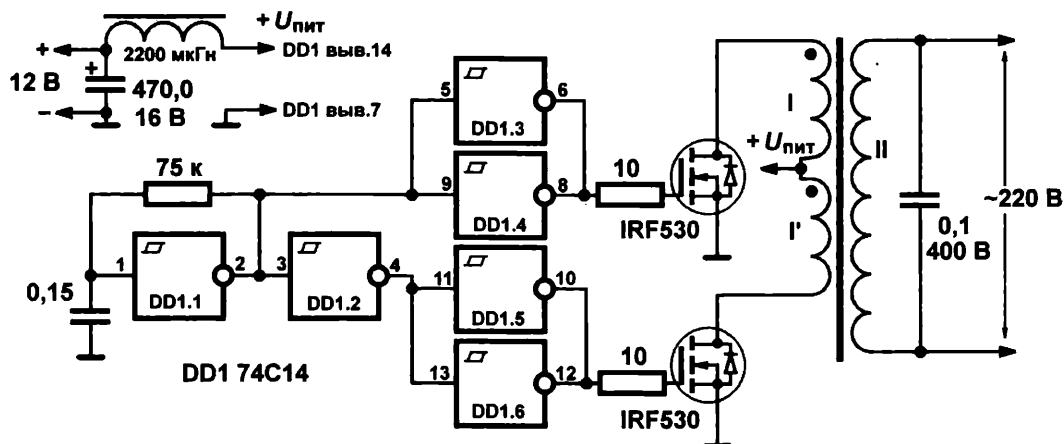 + Uпит
+
2200 мкГн
DD1 выв.14
12 В
+
470,0
16 В
–
DD1 выв.7
75 к
5
6
DD1.3
9
8
DD1.4
10
IRF530
+ Uпит
I
I'
II
0,1
400 В
~220 В
1
2
DD1.1
3
4
DD1.2
0,15
11
10
DD1.5
13
12
DD1.6
10
IRF530
DD1 74C14